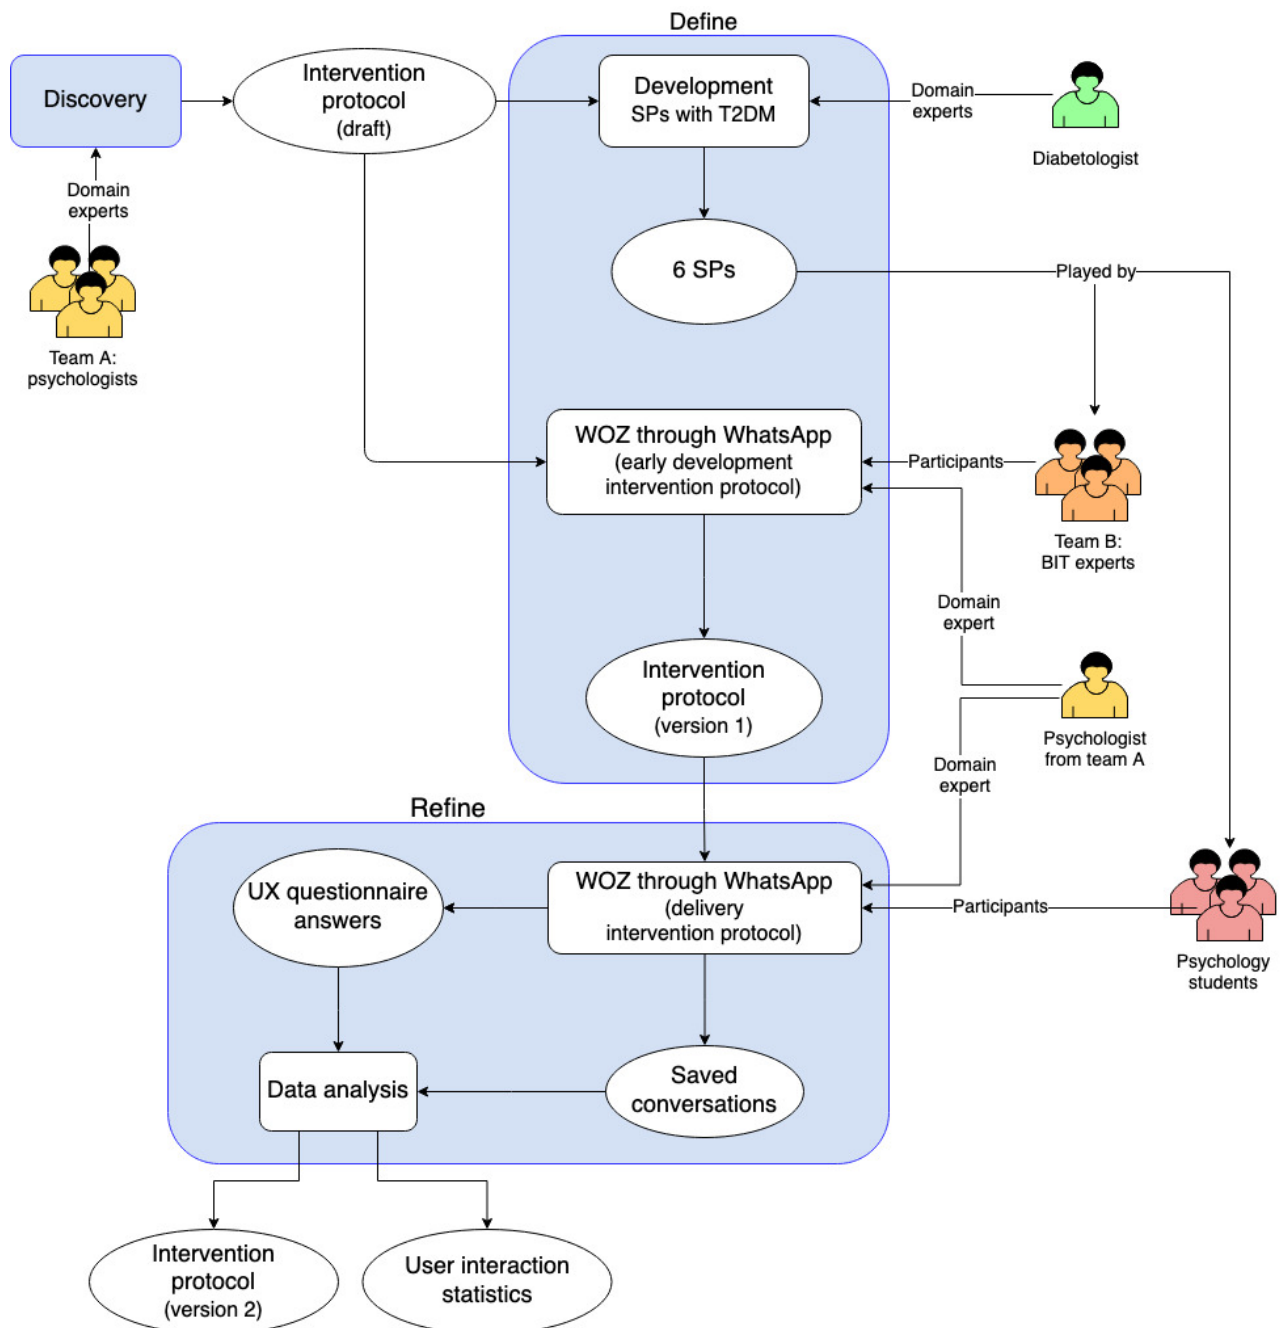 Define
Discovery
Intervention
protocol
(draft)
Development
SPs with T2DM
Domain
experts
Diabetologist
Domain
experts
Team A:
psychologists
6 SPs
Played by
WOZ through WhatsApp
(early development
intervention protocol)
Participants
Team B:
BIT experts
Domain
expert
Intervention
protocol
(version 1)
Psychologist
from team A
Domain
expert
Refine
UX questionnaire
answers
WOZ through WhatsApp
(delivery
intervention protocol)
Participants
Psychology
students
Data analysis
Saved
conversations
Intervention
protocol
(version 2)
User interaction
statistics